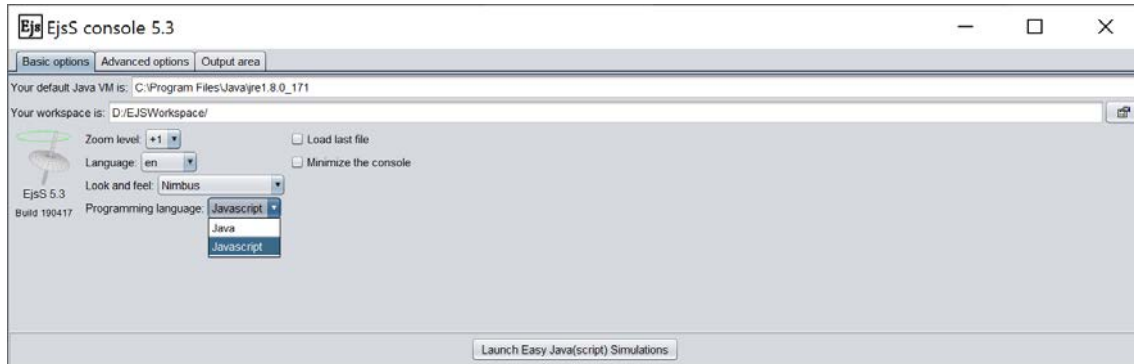 Ejs EjsS console 5.3
Basic options Advanced options Output area
Your default Java VM is: C:\Program Files\Java\jre1.8.0_171
Your workspace is: D:/EJSWorkspace/
Zoom level: +1 Load last file
Language: en Minimize the console
Look and feel: Nimbus
EjsS 5.3
Programming language: Javascript
Build 190417
Java
Javascript
Launch Easy Java(script) Simulations